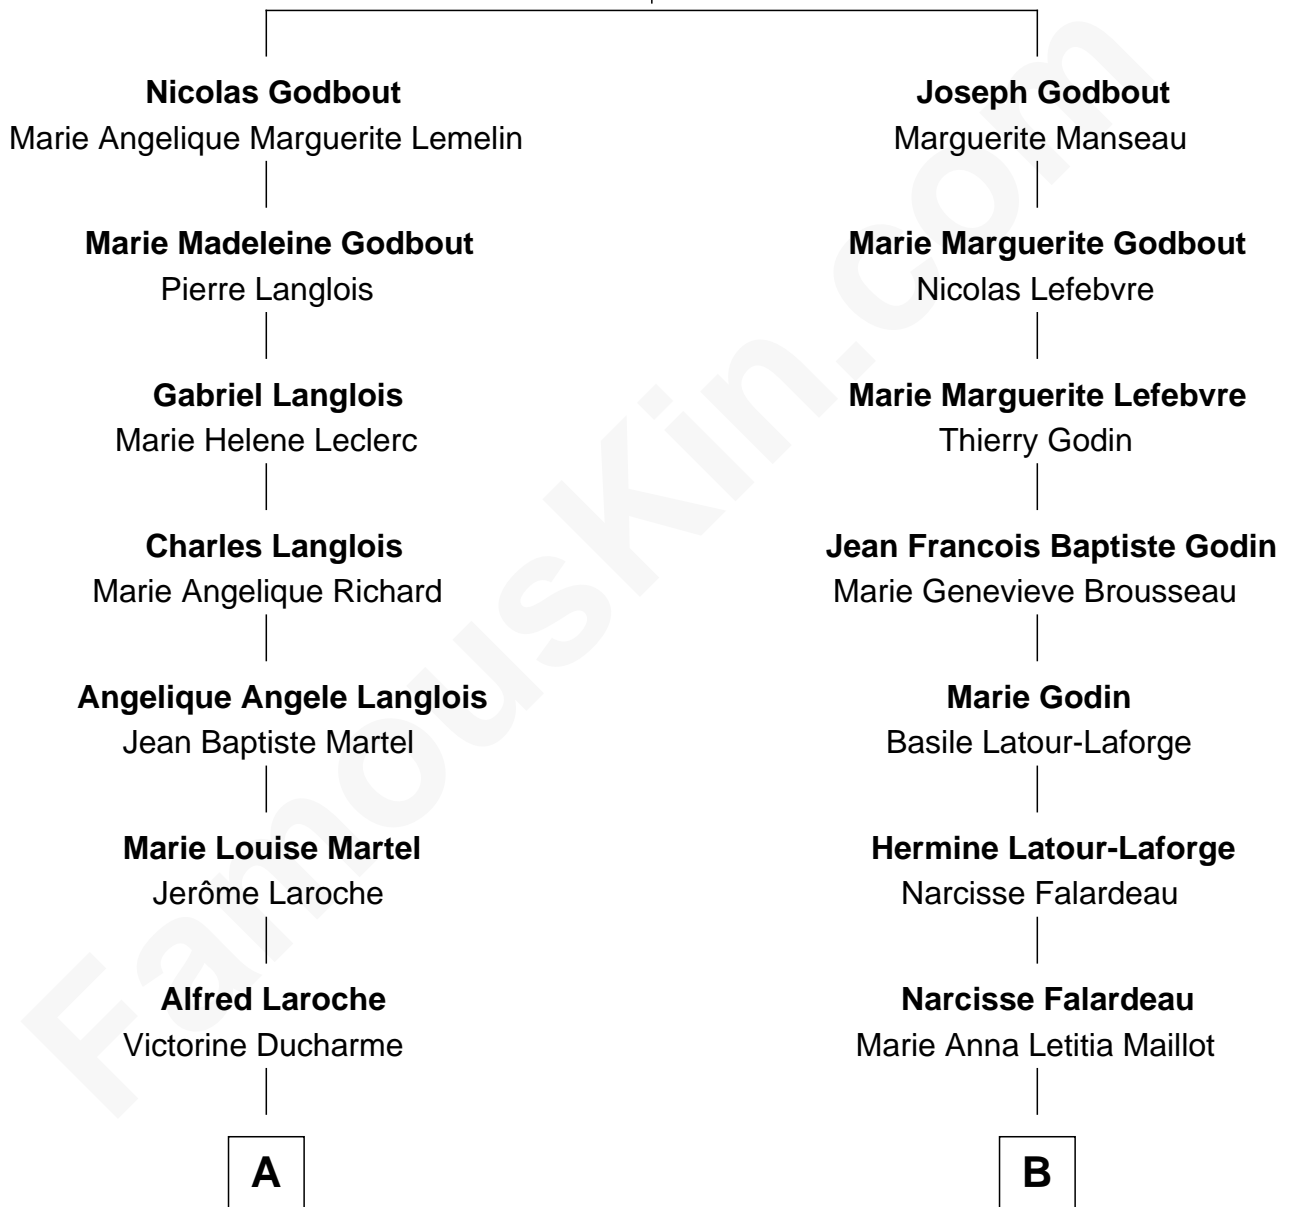 Nicolas Godbout
Marie Angelique Marguerite Lemelin
Marie Madeleine Godbout
Pierre Langlois
Gabriel Langlois
Marie Helene Leclerc
Charles Langlois
Marie Angelique Richard
Angelique Angele Langlois
Jean Baptiste Martel
Marie Louise Martel
Jerôme Laroche
Alfred Laroche
Victorine Ducharme
A
Joseph Godbout
Marguerite Manseau
Marie Marguerite Godbout
Nicolas Lefebvre
Marie Marguerite Lefebvre
Thierry Godin
Jean Francois Baptiste Godin
Marie Genevieve Brousseau
Marie Godin
Basile Latour-Laforge
Hermine Latour-Laforge
Narcisse Falardeau
Narcisse Falardeau
Marie Anna Letitia Maillot
B
FamousKin.com